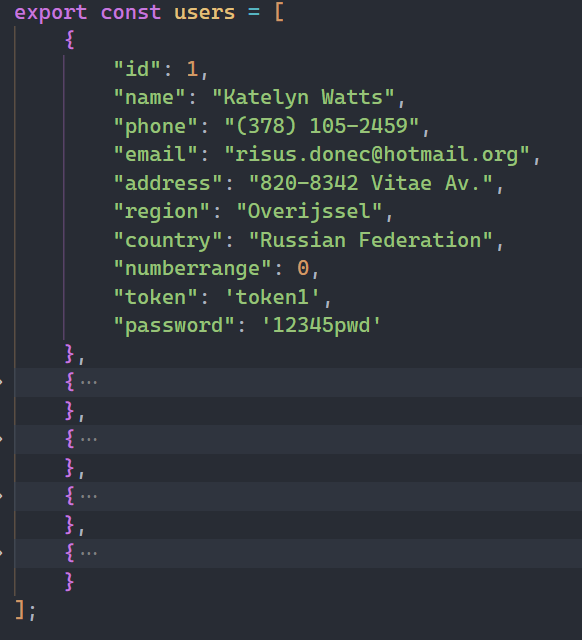 export const users = [
{
"id": 1,
"name": "Katelyn Watts",
"phone": "(378) 105-2459",
"email": "risus.donec@hotmail.org",
"address": "820-8342 Vitae Av.",
"region": "Overijssel",
"country": "Russian Federation",
"numberrange": 0,
"token": 'token1',
"password": '12345pwd'
},
{···
},
{···
},
{···
},
{···
}
];